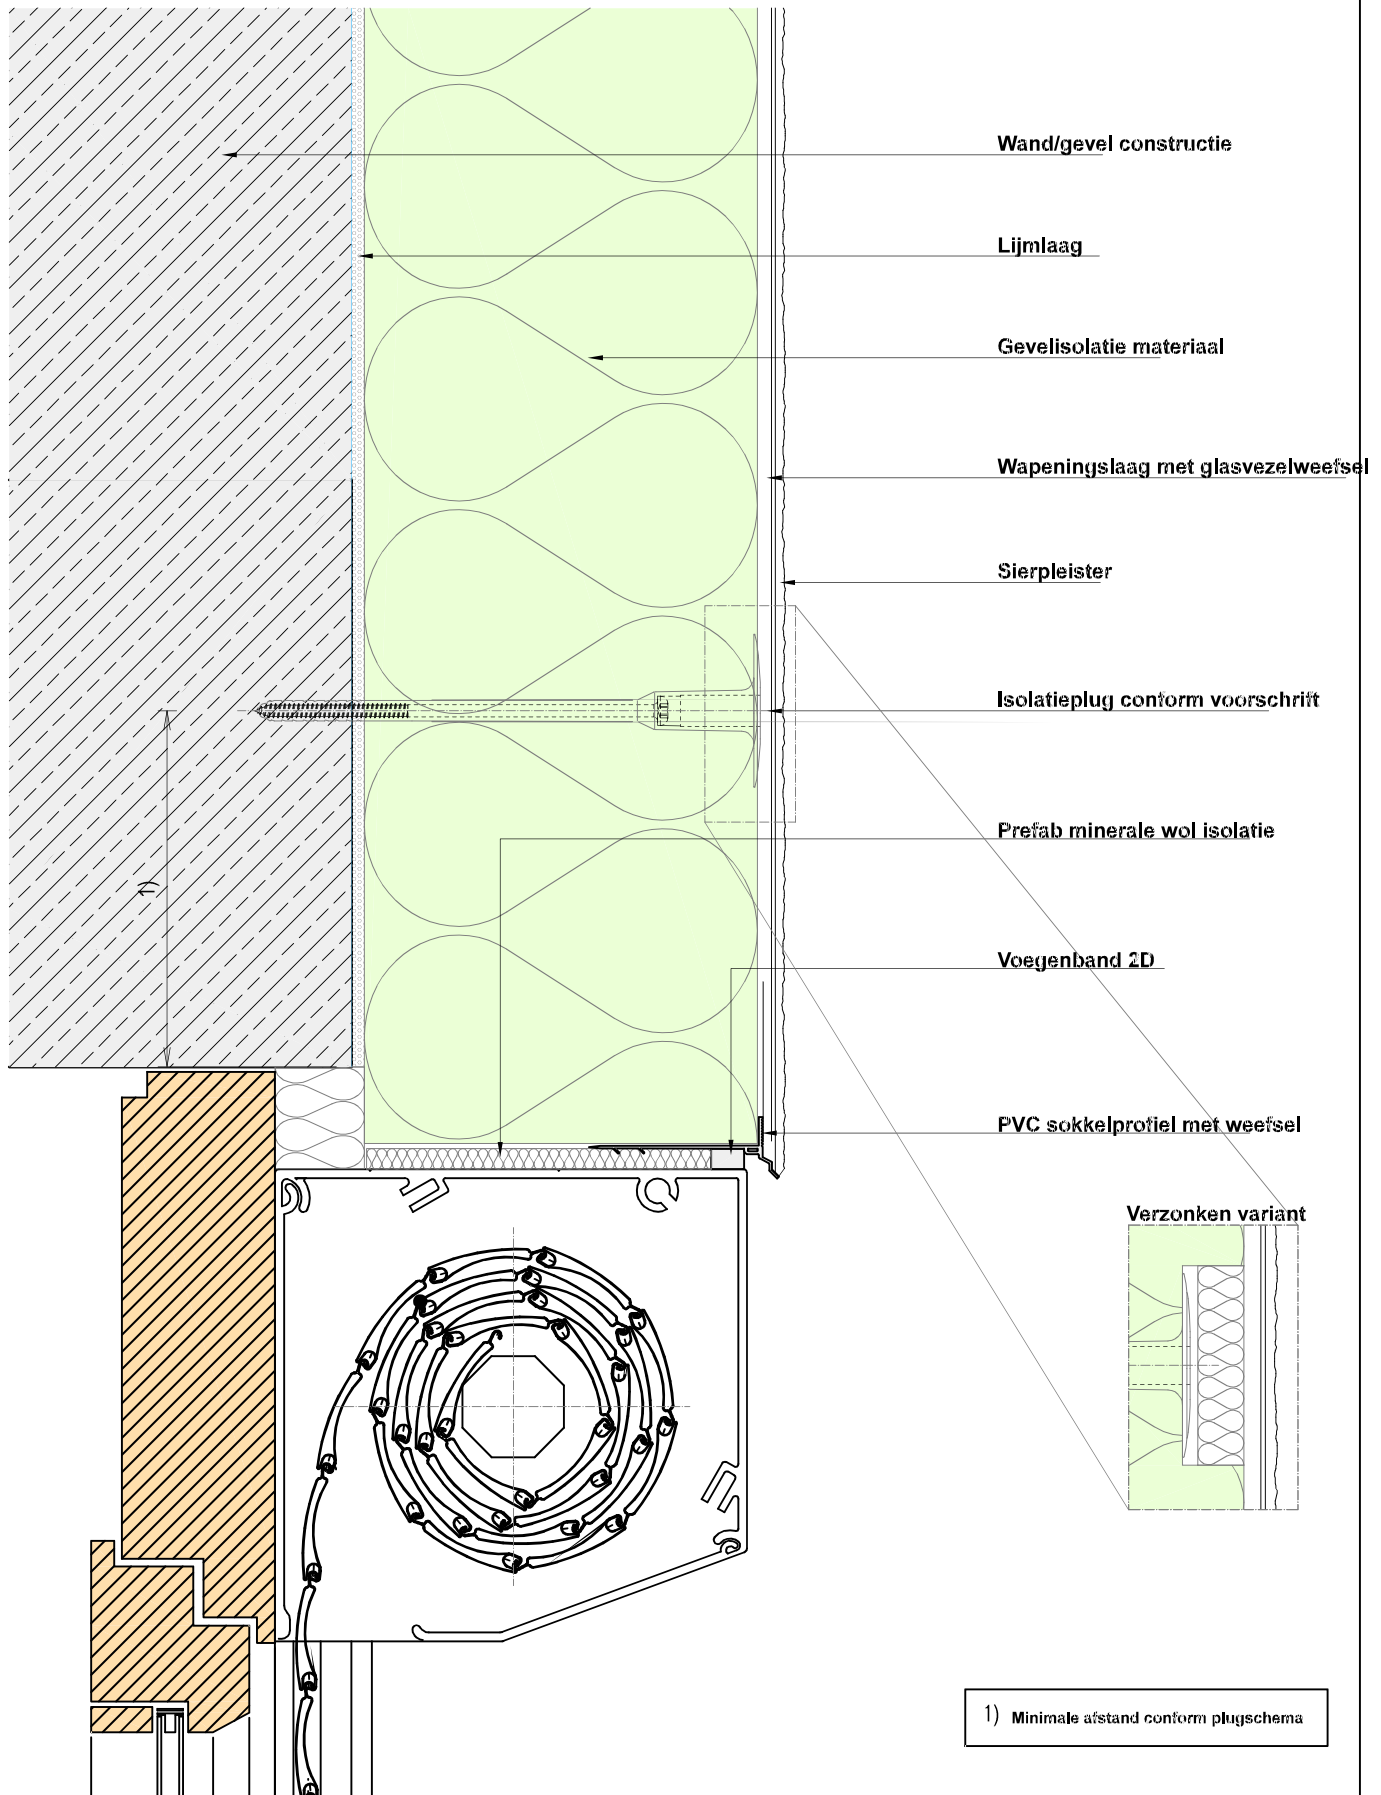 Wand/gevel constructie
Lijmlaag
Gevelisolatie materiaal
Wapeningslaag met glasvezelweefsel
Sierpleister
Isolatieplug conform voorschrift
Prefab minerale wol isolatie
1)
Voegenband 2D
PVC sokkelprofiel met weefsel
Verzonken variant
1) Minimale afstand conform plugschema